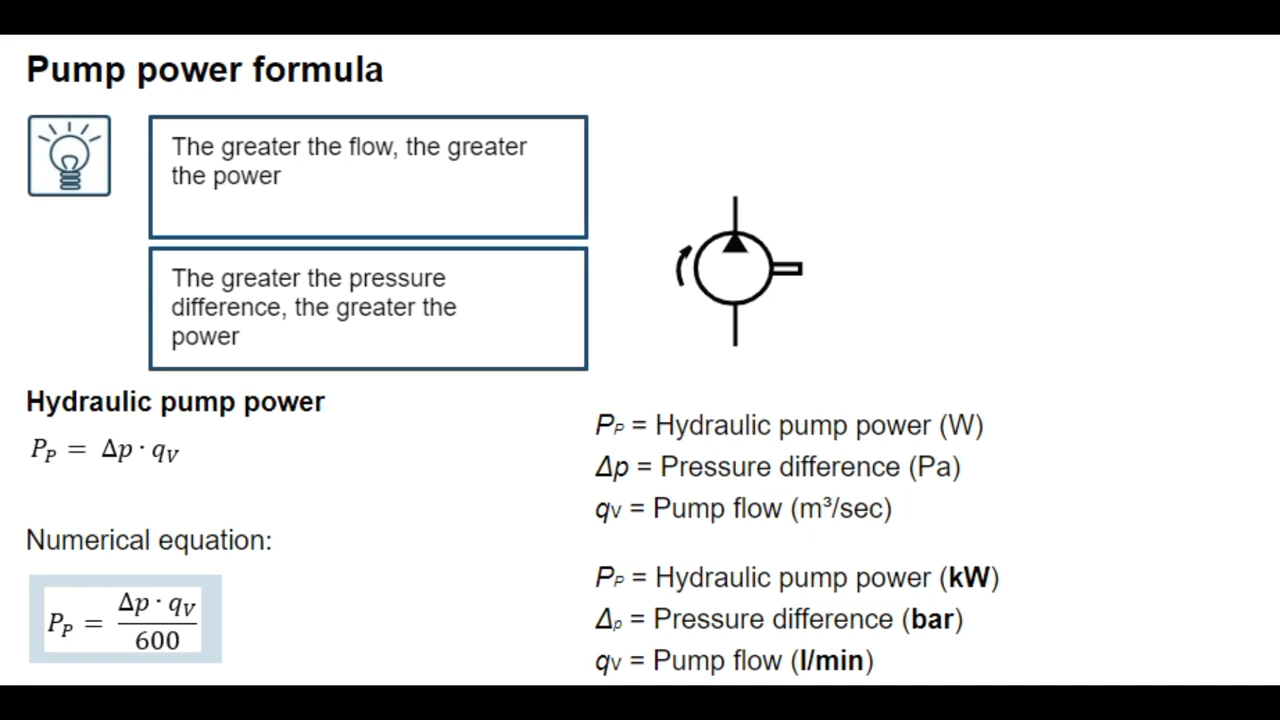 Pump power formula
The greater the flow, the greater
the power
The greater the pressure
difference, the greater the
power
Hydraulic pump power
P_P = Δp · q_V
Numerical equation:
P_P = Δp · q_V / 600
P_P = Hydraulic pump power (W)
Δp = Pressure difference (Pa)
qv = Pump flow (m³/sec)
P_P = Hydraulic pump power (kW)
Δ_p = Pressure difference (bar)
qv = Pump flow (l/min)